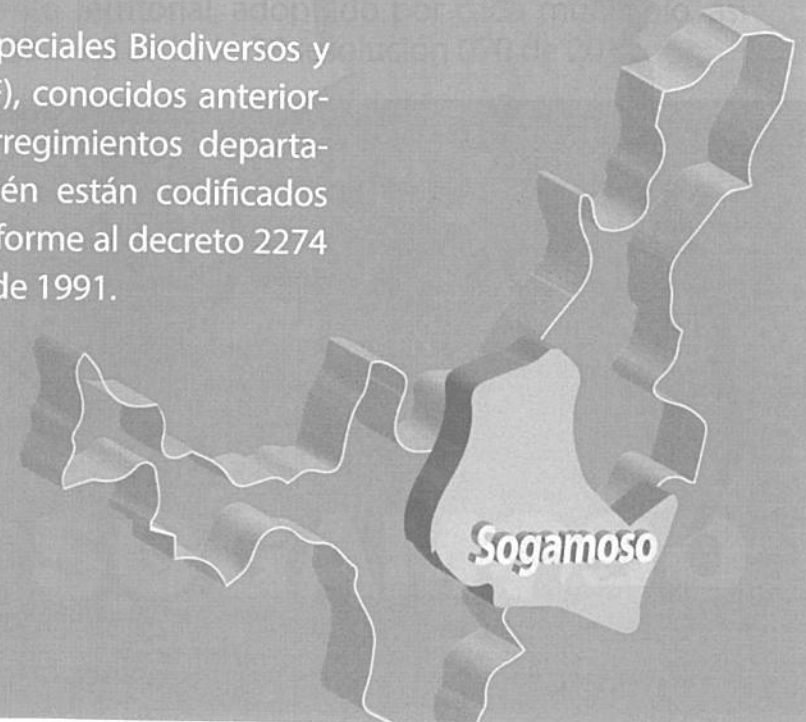 peciales Biodiversos y
), conocidos anterior-
rregimientos departa-
én están codificados
forme al decreto 2274
de 1991.
Sogamoso